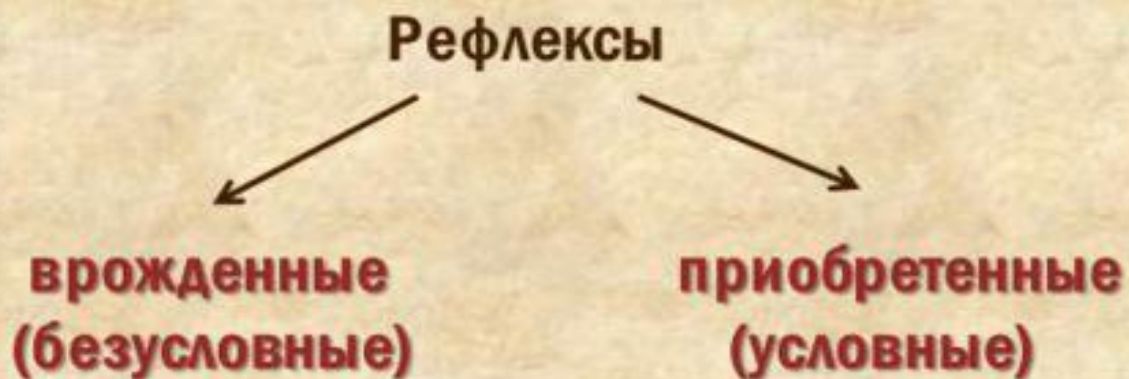 Рефлексы
врожденные приобретенные
(безусловные) (условные)